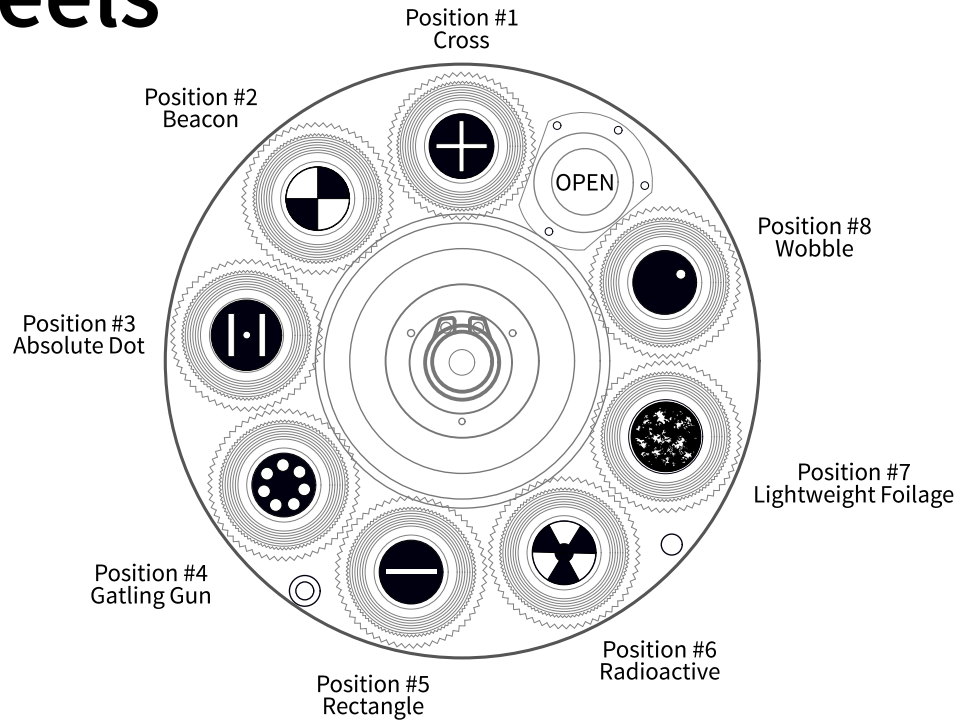 Position #1
Cross
Position #2
Beacon
OPEN
Position #8
Wobble
Position #3
Absolute Dot
Position #7
Lightweight Foilage
Position #4
Gatling Gun
Position #6
Radioactive
Position #5
Rectangle